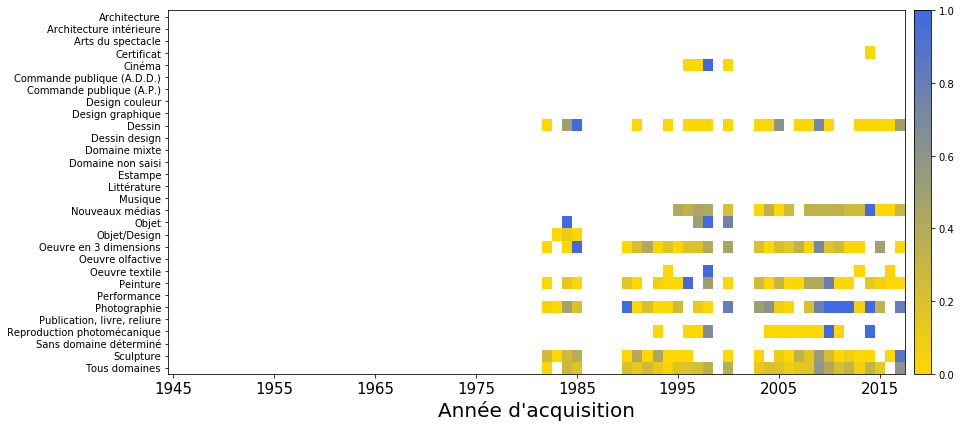 Architecture
Architecture intérieure
Arts du spectacle
Certificat
Cinéma
Commande publique (A.D.D.)
Commande publique (A.P.)
Design couleur
Design graphique
Dessin
Dessin design
Domaine mixte
Domaine non saisi
Estampe
Littérature
Musique
Nouveaux médias
Objet
Objet/Design
Oeuvre en 3 dimensions
Oeuvre olfactive
Oeuvre textile
Peinture
Performance
Photographie
Publication, livre, reliure
Reproduction photomécanique
Sans domaine déterminé
Sculpture
Tous domaines
1945 1955 1965 1975 1985 1995 2005 2015
Année d'acquisition
1.0
0.8
0.6
0.4
0.2
0.0